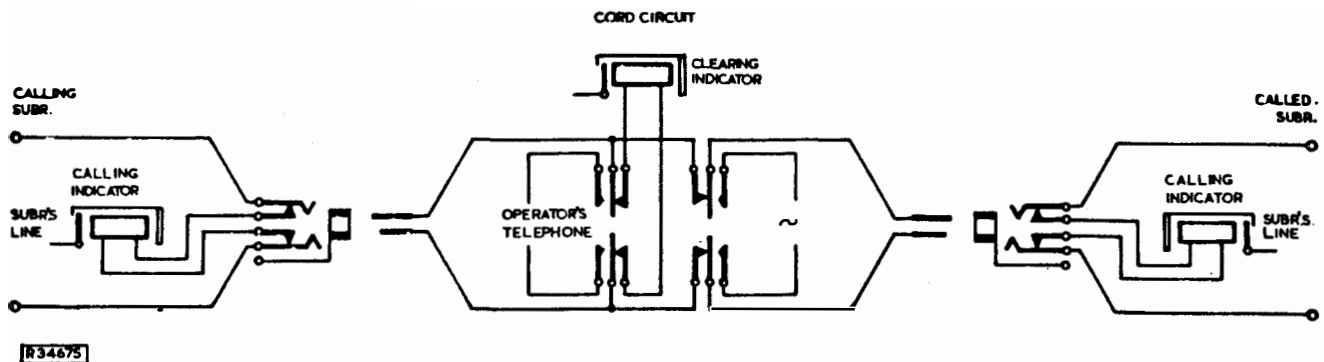 CORD CIRCUIT
CLEARING
INDICATOR
CALLING
SUBR.
CALLED.
SUBR.
CALLING
INDICATOR
SUBR'S
LINE
OPERATOR'S
TELEPHONE
~
CALLING
INDICATOR
SUBR'S.
LINE
R34675